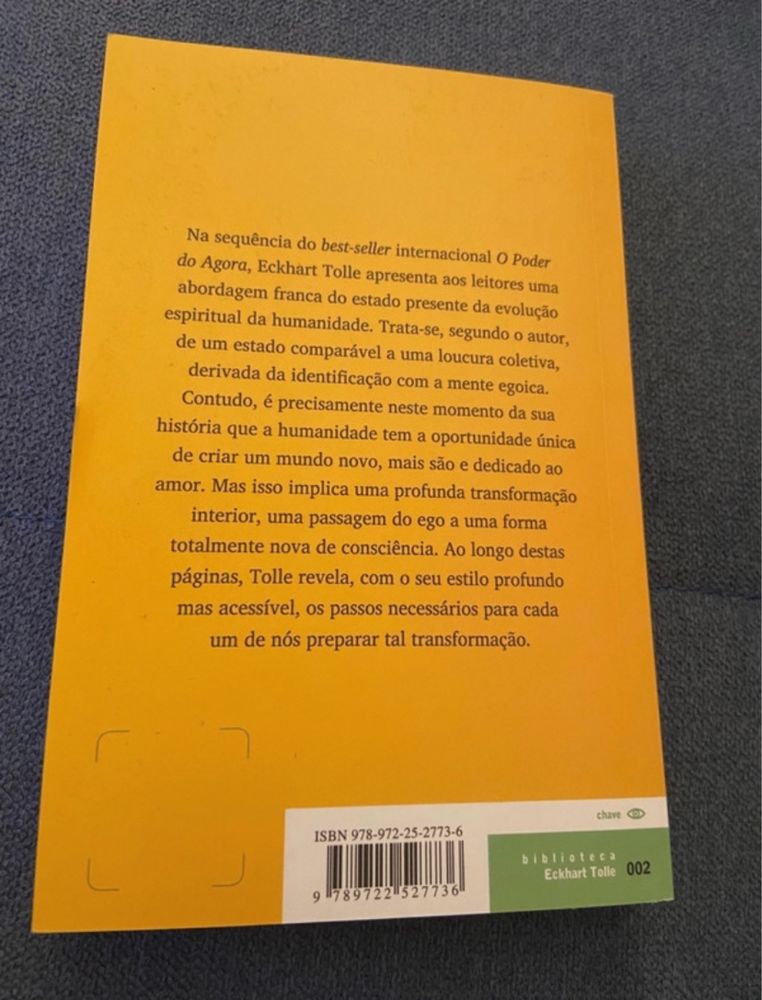 Na sequência do best-seller internacional O Poder
do Agora, Eckhart Tolle apresenta aos leitores uma
abordagem franca do estado presente da evolução
espiritual da humanidade. Trata-se, segundo o autor,
de um estado comparável a uma loucura coletiva,
derivada da identificação com a mente egoica.
Contudo, é precisamente neste momento da sua
história que a humanidade tem a oportunidade única
de criar um mundo novo, mais são e dedicado ao
amor. Mas isso implica uma profunda transformação
interior, uma passagem do ego a uma forma
totalmente nova de consciência. Ao longo destas
páginas, Tolle revela, com o seu estilo profundo
mas acessível, os passos necessários para cada
um de nós preparar tal transformação.
chave
ISBN 978-972-25-2773-6
9 789722 527736
biblioteca
Eckhart Tolle 002